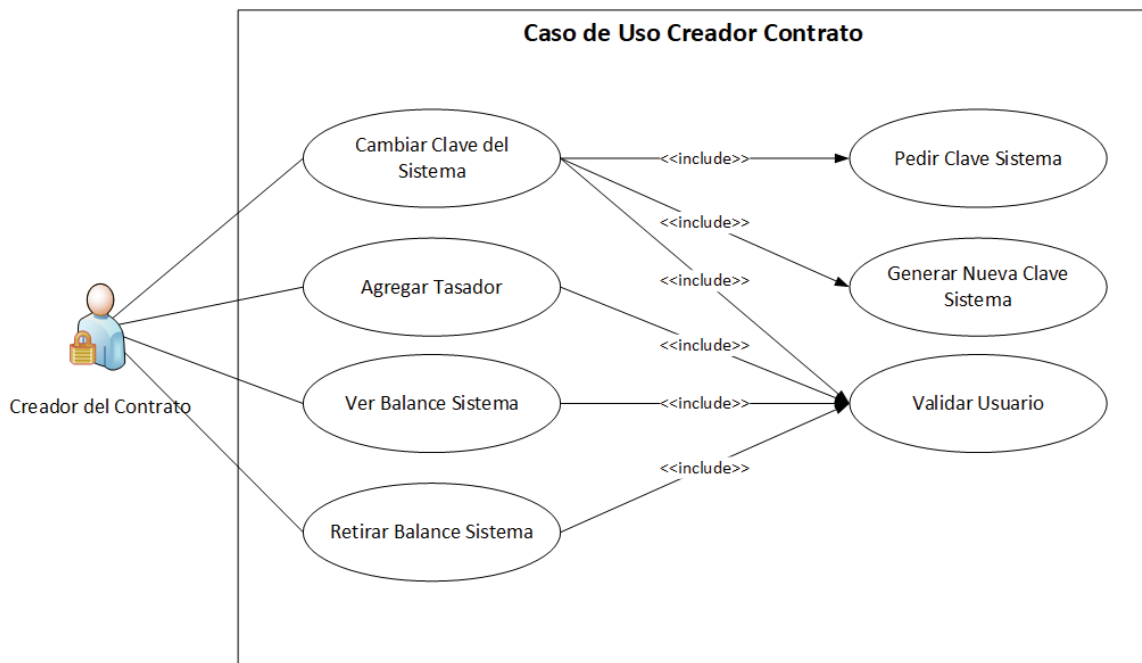 Caso de Uso Creador Contrato
Cambiar Clave del
Sistema
<<include>>
Pedir Clave Sistema
<<include>>
Generar Nueva Clave
Sistema
Agregar Tasador
<<include>>
<<include>>
Creador del Contrato
Ver Balance Sistema
<<include>>
Validar Usuario
<<include>>
Retirar Balance Sistema